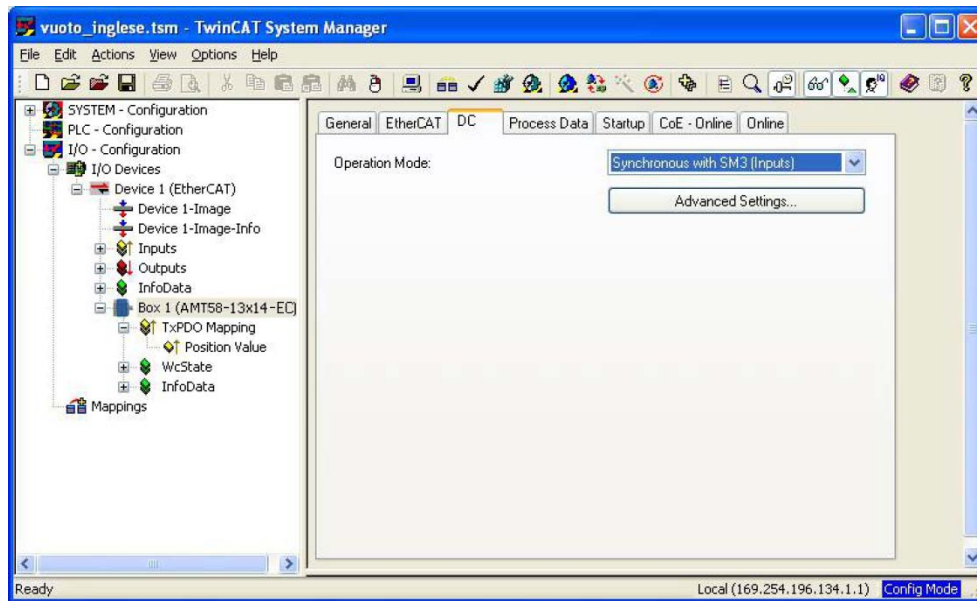 vuoto_inglese.tsm - TwinCAT System Manager
File Edit Actions View Options Help
SYSTEM - Configuration
PLC - Configuration
I/O - Configuration
I/O Devices
Device 1 (EtherCAT)
Device 1-Image
Device 1-Image-Info
Inputs
Outputs
InfoData
Box 1 (AMT58-13x14-EC)
TxPDO Mapping
Position Value
WcState
InfoData
Mappings
General EtherCAT DC Process Data Startup CoE - Online Online
Operation Mode: Synchronous with SM3 (Inputs)
Advanced Settings...
Ready Local (169.254.196.134.1.1) Config Mode